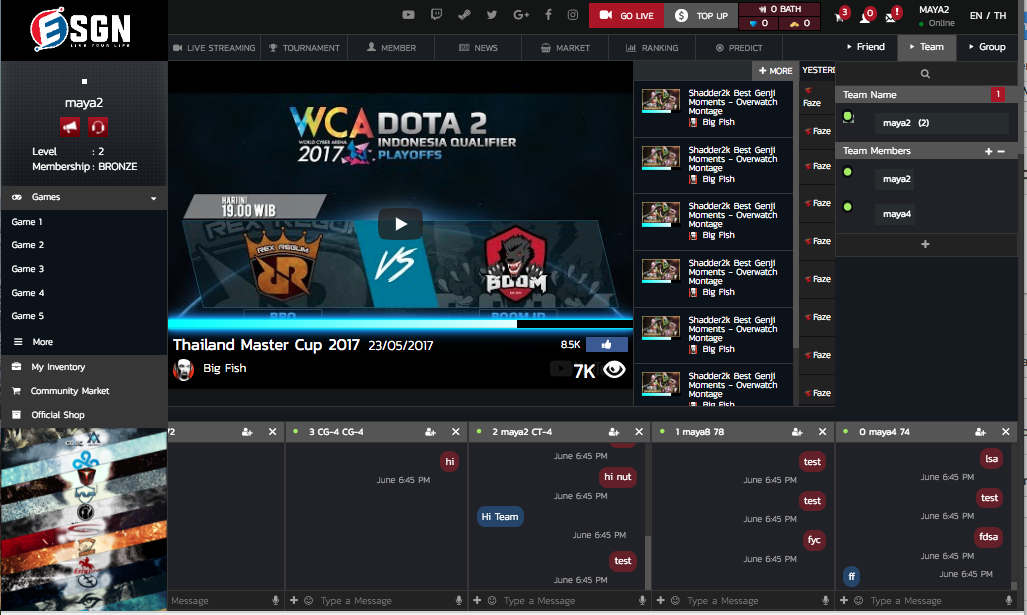 ESGN
LIVE YOUR LIFE
GO LIVE
TOP UP
0 BATH
0
0
3
0
!
MAYA2
Online
EN / TH
LIVE STREAMING
TOURNAMENT
MEMBER
NEWS
MARKET
RANKING
PREDICT
Friend
Team
Group
maya2
Level : 2
Membership : BRONZE
Games
Game 1
Game 2
Game 3
Game 4
Game 5
More
My Inventory
Community Market
Official Shop
WCA
WORLD CYBER ARENA
2017
DOTA 2
INDONESIA QUALIFIER
PLAYOFFS
HARI INI
19.00 WIB
REX REGUM
REX REGUM
VS
BOOM
RRQ
BOOM.ID
Thailand Master Cup 2017 23/05/2017
8.5K
Big Fish
7K
+ MORE
Shadder2k Best Genji
Moments - Overwatch
Montage
Big Fish
Shadder2k Best Genji
Moments - Overwatch
Montage
Big Fish
Shadder2k Best Genji
Moments - Overwatch
Montage
Big Fish
Shadder2k Best Genji
Moments - Overwatch
Montage
Big Fish
Shadder2k Best Genji
Moments - Overwatch
Montage
Big Fish
Shadder2k Best Genji
Moments - Overwatch
Montage
Big Fish
YESTERD
Faze
Faze
Faze
Faze
Faze
Faze
Faze
Faze
Faze
Team Name
1
maya2 (2)
Team Members
+ −
maya2
maya4
+
/2
Message
3 CG-4 CG-4
hi
June 6:45 PM
Type a Message
2 maya2 CT-4
June 6:45 PM
hi nut
June 6:45 PM
Hi Team
June 6:45 PM
test
June 6:45 PM
Type a Message
1 maya8 78
test
June 6:45 PM
test
June 6:45 PM
fyc
June 6:45 PM
Type a Message
0 maya4 74
lsa
June 6:45 PM
test
June 6:45 PM
fdsa
June 6:45 PM
ff
June 6:45 PM
Type a Message